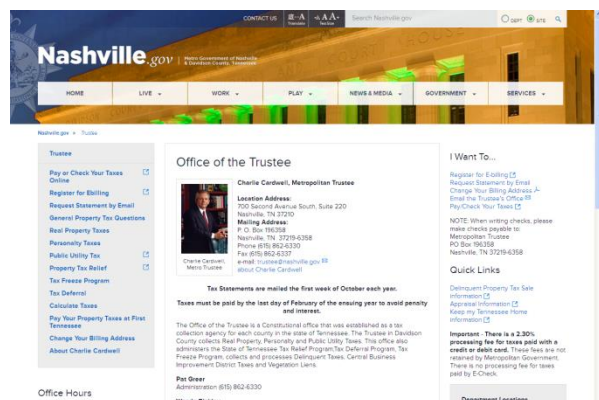 CONTACT US
Translate
A A A+
Text Size
Search Nashville.gov
DEPT
SITE
Nashville.gov
Metro Government of Nashville
& Davidson County, Tennessee
HOME
LIVE
WORK
PLAY
NEWS & MEDIA
GOVERNMENT
SERVICES
Nashville.gov > Trustee
Trustee
Pay or Check Your Taxes
Online
Register for Ebilling
Request Statement by Email
General Property Tax Questions
Real Property Taxes
Personalty Taxes
Public Utility Tax
Property Tax Relief
Tax Freeze Program
Tax Deferral
Calculate Taxes
Pay Your Property Taxes at First
Tennessee
Change Your Billing Address
About Charlie Cardwell
Office Hours
Office of the Trustee
Charlie Cardwell,
Metro Trustee
Charlie Cardwell, Metropolitan Trustee
Location Address:
700 Second Avenue South, Suite 220
Nashville, TN 37210
Mailing Address:
P. O. Box 196358
Nashville, TN 37219-6358
Phone (615) 862-6330
Fax (615) 862-6337
e-mail: trustee@nashville.gov
about Charlie Cardwell
Tax Statements are mailed the first week of October each year.
Taxes must be paid by the last day of February of the ensuing year to avoid penalty
and interest.
The Office of the Trustee is a Constitutional office that was established as a tax
collection agency for each county in the state of Tennessee. The Trustee in Davidson
County collects Real Property, Personalty and Public Utility Taxes. This office also
administers the State of Tennessee Tax Relief Program,Tax Deferral Program, Tax
Freeze Program, collects and processes Delinquent Taxes, Central Business
Improvement District Taxes and Vegetation Liens.
Pat Greer
Administration (615) 862-6330
I Want To...
Register for E-billing
Request Statement by Email
Change Your Billing Address
Email the Trustee's Office
Pay/Check Your Taxes
NOTE: When writing checks, please
make checks payable to:
Metropolitan Trustee
PO Box 196358
Nashville, TN 37219-6358
Quick Links
Delinquent Property Tax Sale
Information
Appraisal Information
Keep my Tennessee Home
information
Important - There is a 2.30%
processing fee for taxes paid with a
credit or debit card. These fees are not
retained by Metropolitan Government.
There is no processing fee for taxes
paid by E-Check.
Department Locations